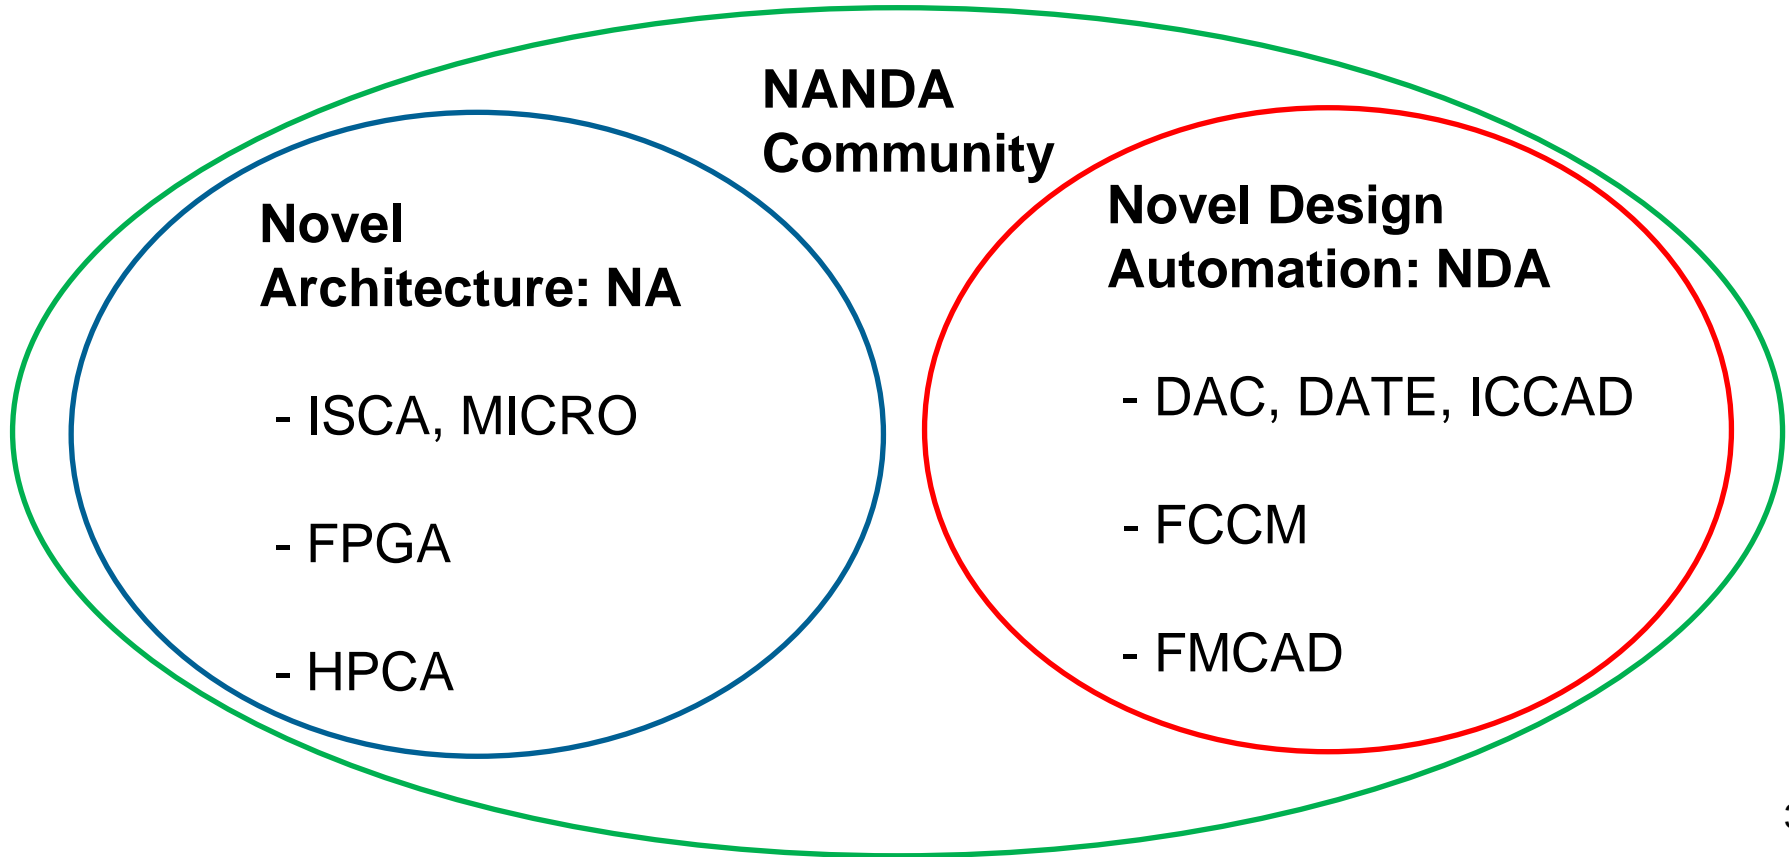 NANDA
Community
Novel
Architecture: NA
- ISCA, MICRO
- FPGA
- HPCA
Novel Design
Automation: NDA
- DAC, DATE, ICCAD
- FCCM
- FMCAD